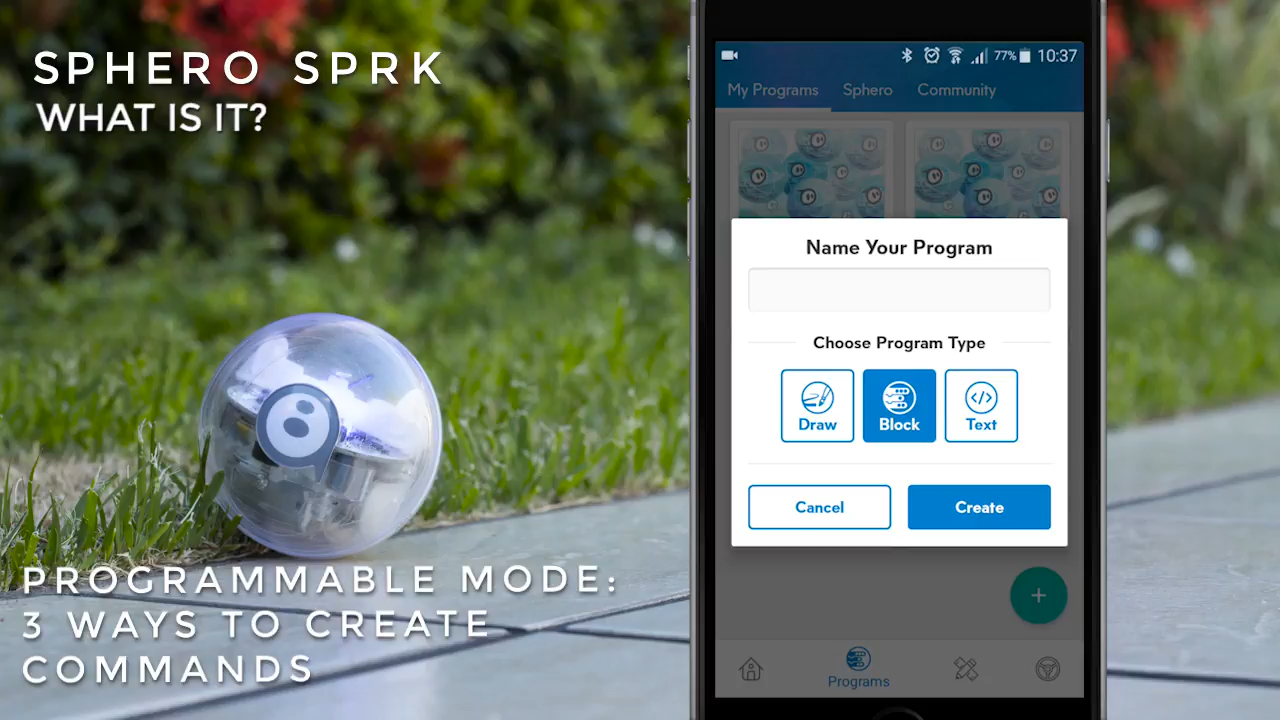 SPHERO SPRK
WHAT IS IT?
77% 10:37
My Programs Sphero Community
Name Your Program
Choose Program Type
Draw Block Text
Cancel Create
+
Programs
PROGRAMMABLE MODE:
3 WAYS TO CREATE
COMMANDS